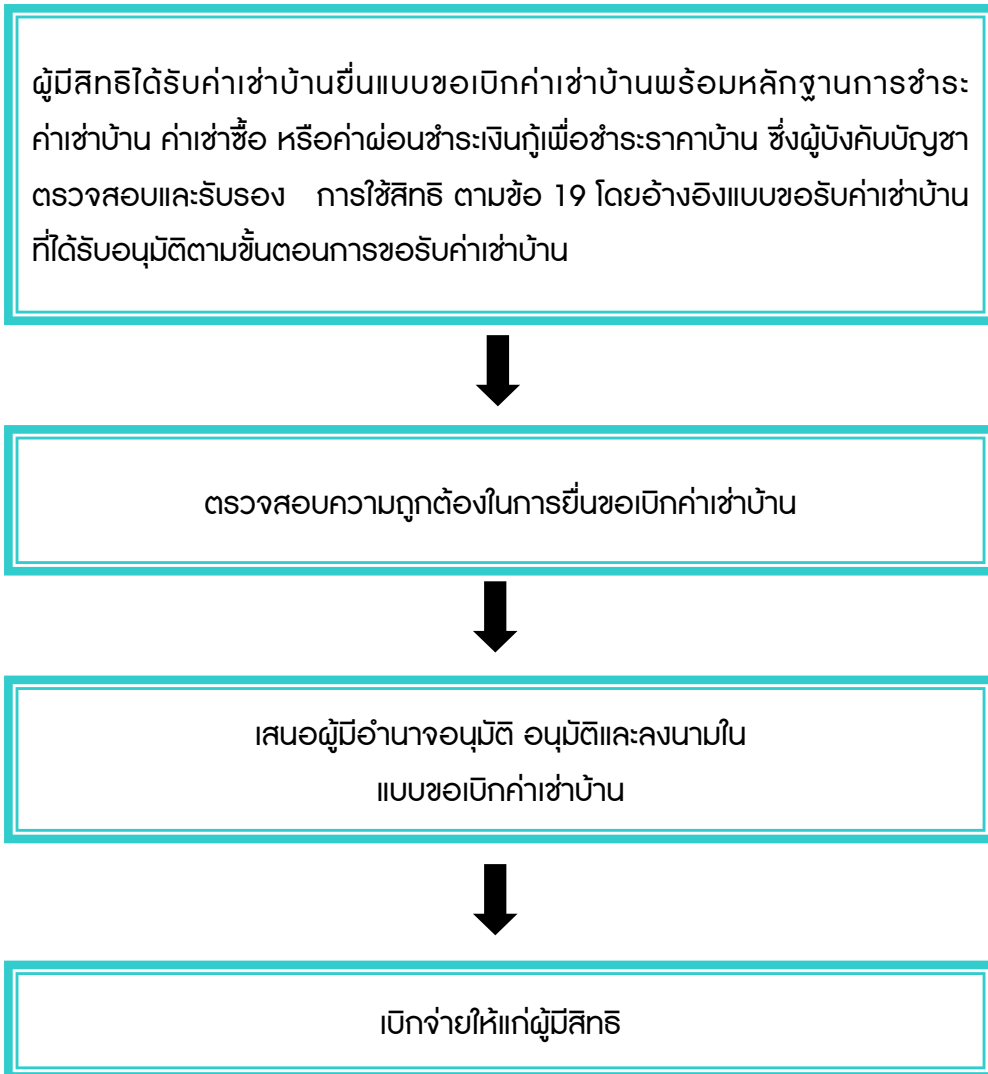 ผู้มีสิทธิได้รับค่าเช่าบ้านยื่นแบบขอเบิกค่าเช่าบ้านพร้อมหลักฐานการชำระ
ค่าเช่าบ้าน ค่าเช่าซื้อ หรือค่าผ่อนชำระเงินกู้เพื่อชำระราคาบ้าน ซึ่งผู้บังคับบัญชา
ตรวจสอบและรับรอง การใช้สิทธิ ตามข้อ 19 โดยอ้างอิงแบบขอรับค่าเช่าบ้าน
ที่ได้รับอนุมัติตามขั้นตอนการขอรับค่าเช่าบ้าน
ตรวจสอบความถูกต้องในการยื่นขอเบิกค่าเช่าบ้าน
เสนอผู้มีอำนาจอนุมัติ อนุมัติและลงนามใน
แบบขอเบิกค่าเช่าบ้าน
เบิกจ่ายให้แก่ผู้มีสิทธิ